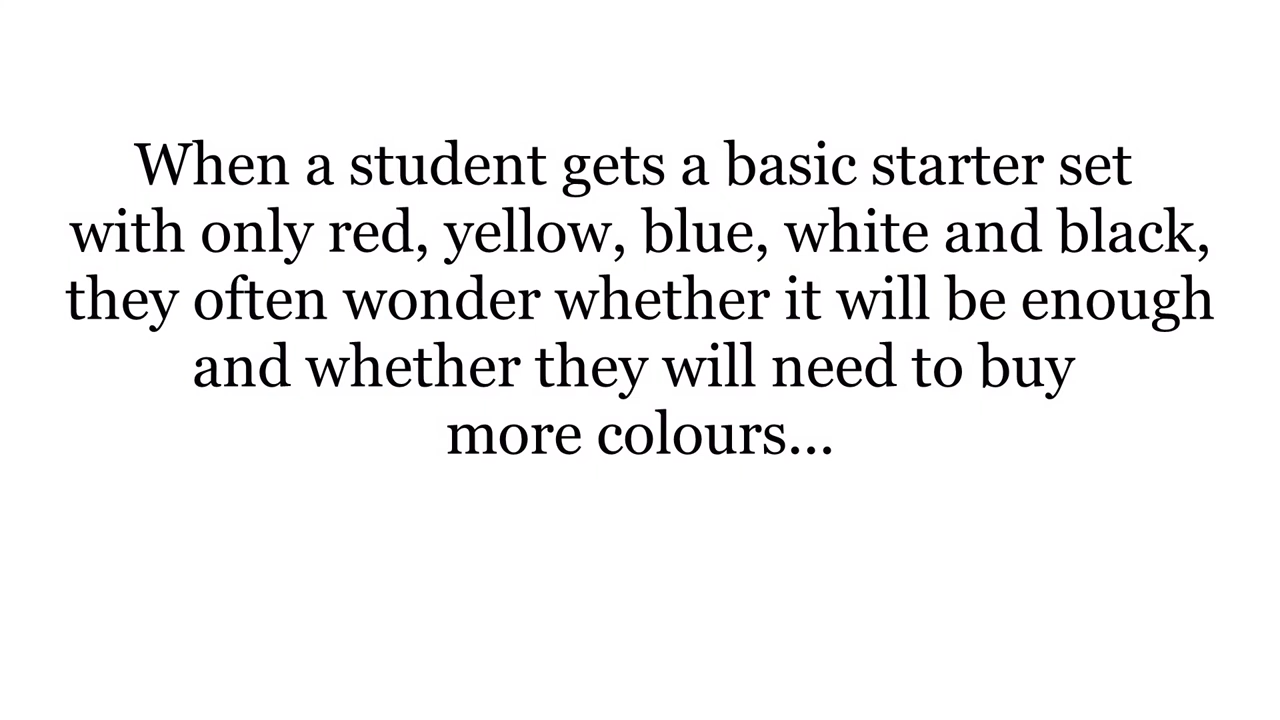 When a student gets a basic starter set
with only red, yellow, blue, white and black,
they often wonder whether it will be enough
and whether they will need to buy
more colours...